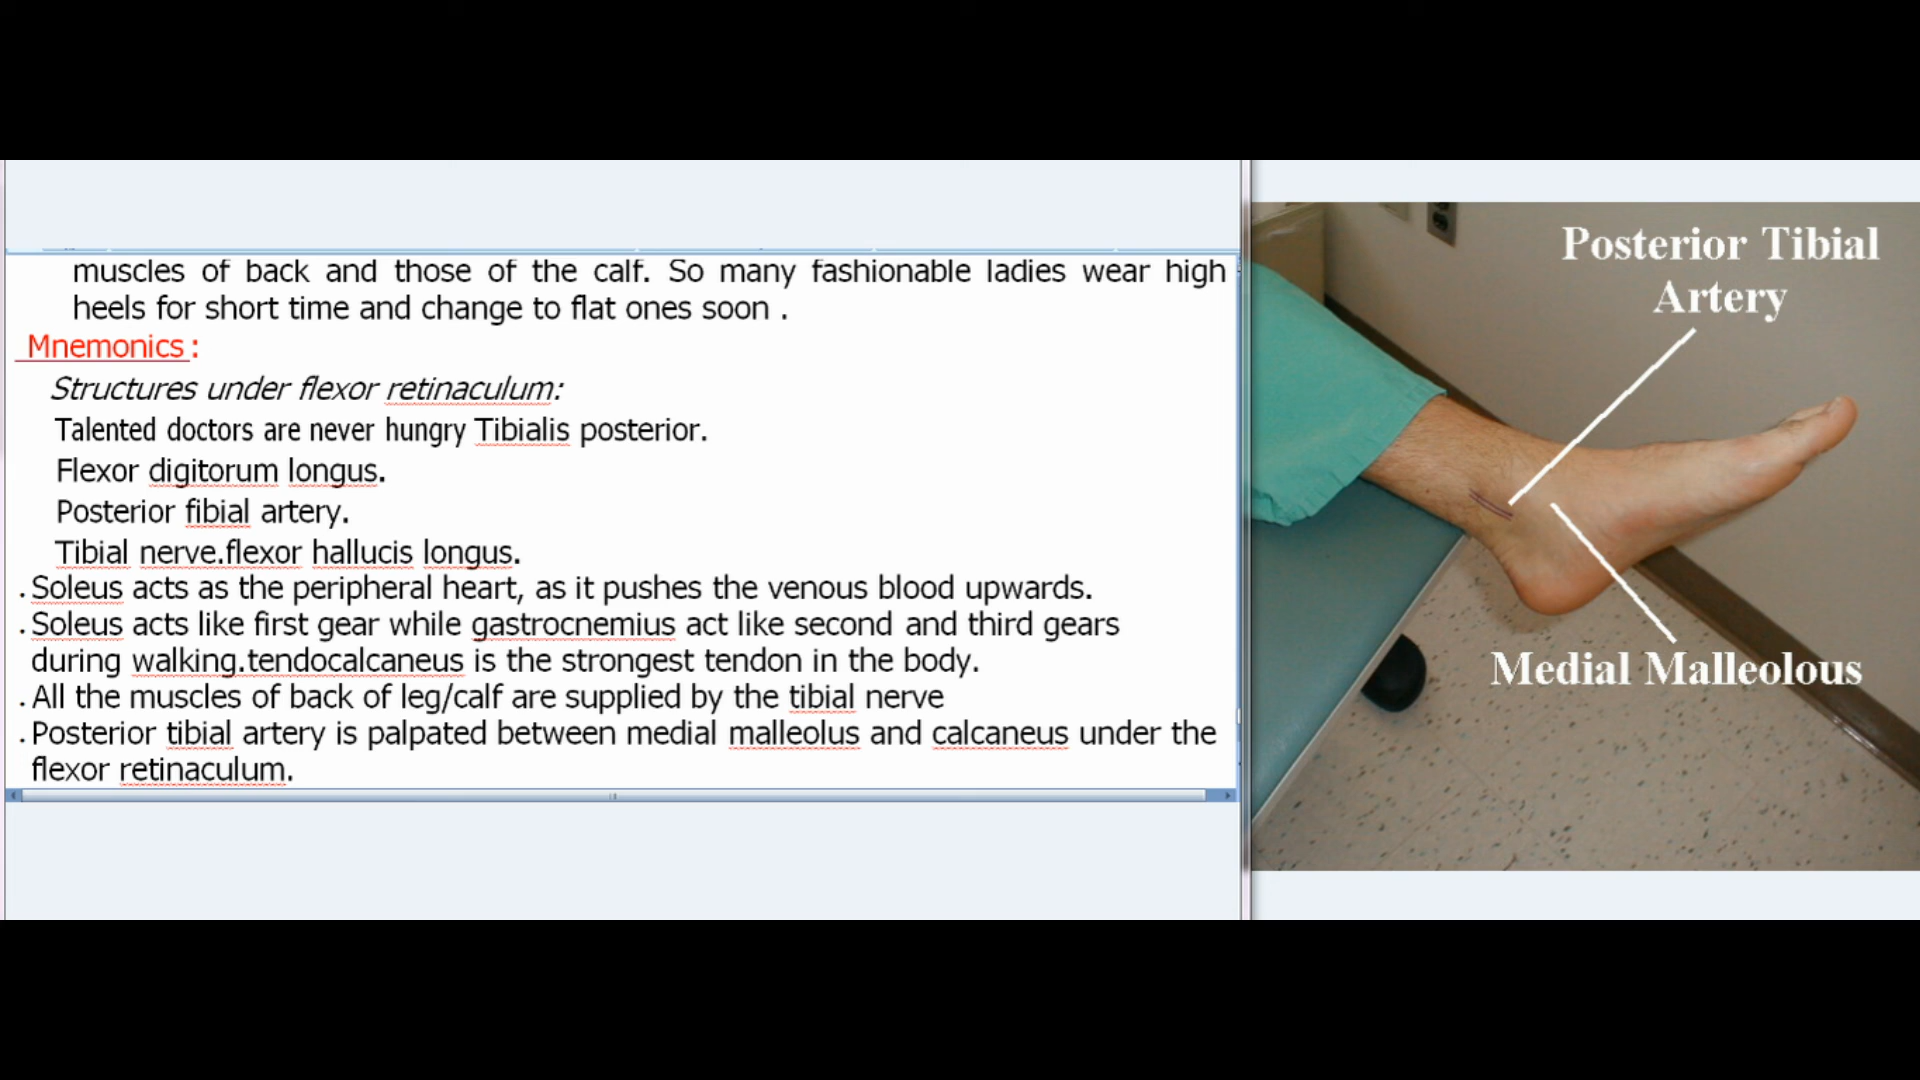 muscles of back and those of the calf. So many fashionable ladies wear high
heels for short time and change to flat ones soon .
Mnemonics:
Structures under flexor retinaculum:
Talented doctors are never hungry Tibialis posterior.
Flexor digitorum longus.
Posterior fibial artery.
Tibial nerve.flexor hallucis longus.
. Soleus acts as the peripheral heart, as it pushes the venous blood upwards.
. Soleus acts like first gear while gastrocnemius act like second and third gears
during walking.tendocalcaneus is the strongest tendon in the body.
. All the muscles of back of leg/calf are supplied by the tibial nerve
. Posterior tibial artery is palpated between medial malleolus and calcaneus under the
flexor retinaculum.
Posterior Tibial
Artery
Medial Malleolous